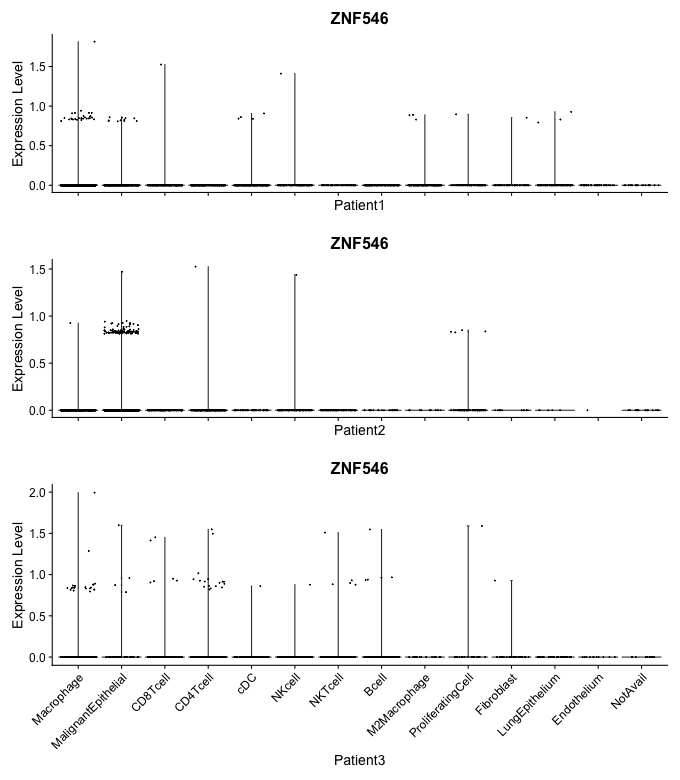 ZNF546
Expression Level
1.5
1.0
0.5
0.0
Patient1
ZNF546
Expression Level
1.5
1.0
0.5
0.0
Patient2
ZNF546
Expression Level
2.0
1.5
1.0
0.5
0.0
Macrophage
MalignantEpithelial
CD8Tcell
CD4Tcell
cDC
NKcell
NKTcell
Bcell
M2Macrophage
ProliferatingCell
Fibroblast
LungEpithelium
Endothelium
NotAvail
Patient3